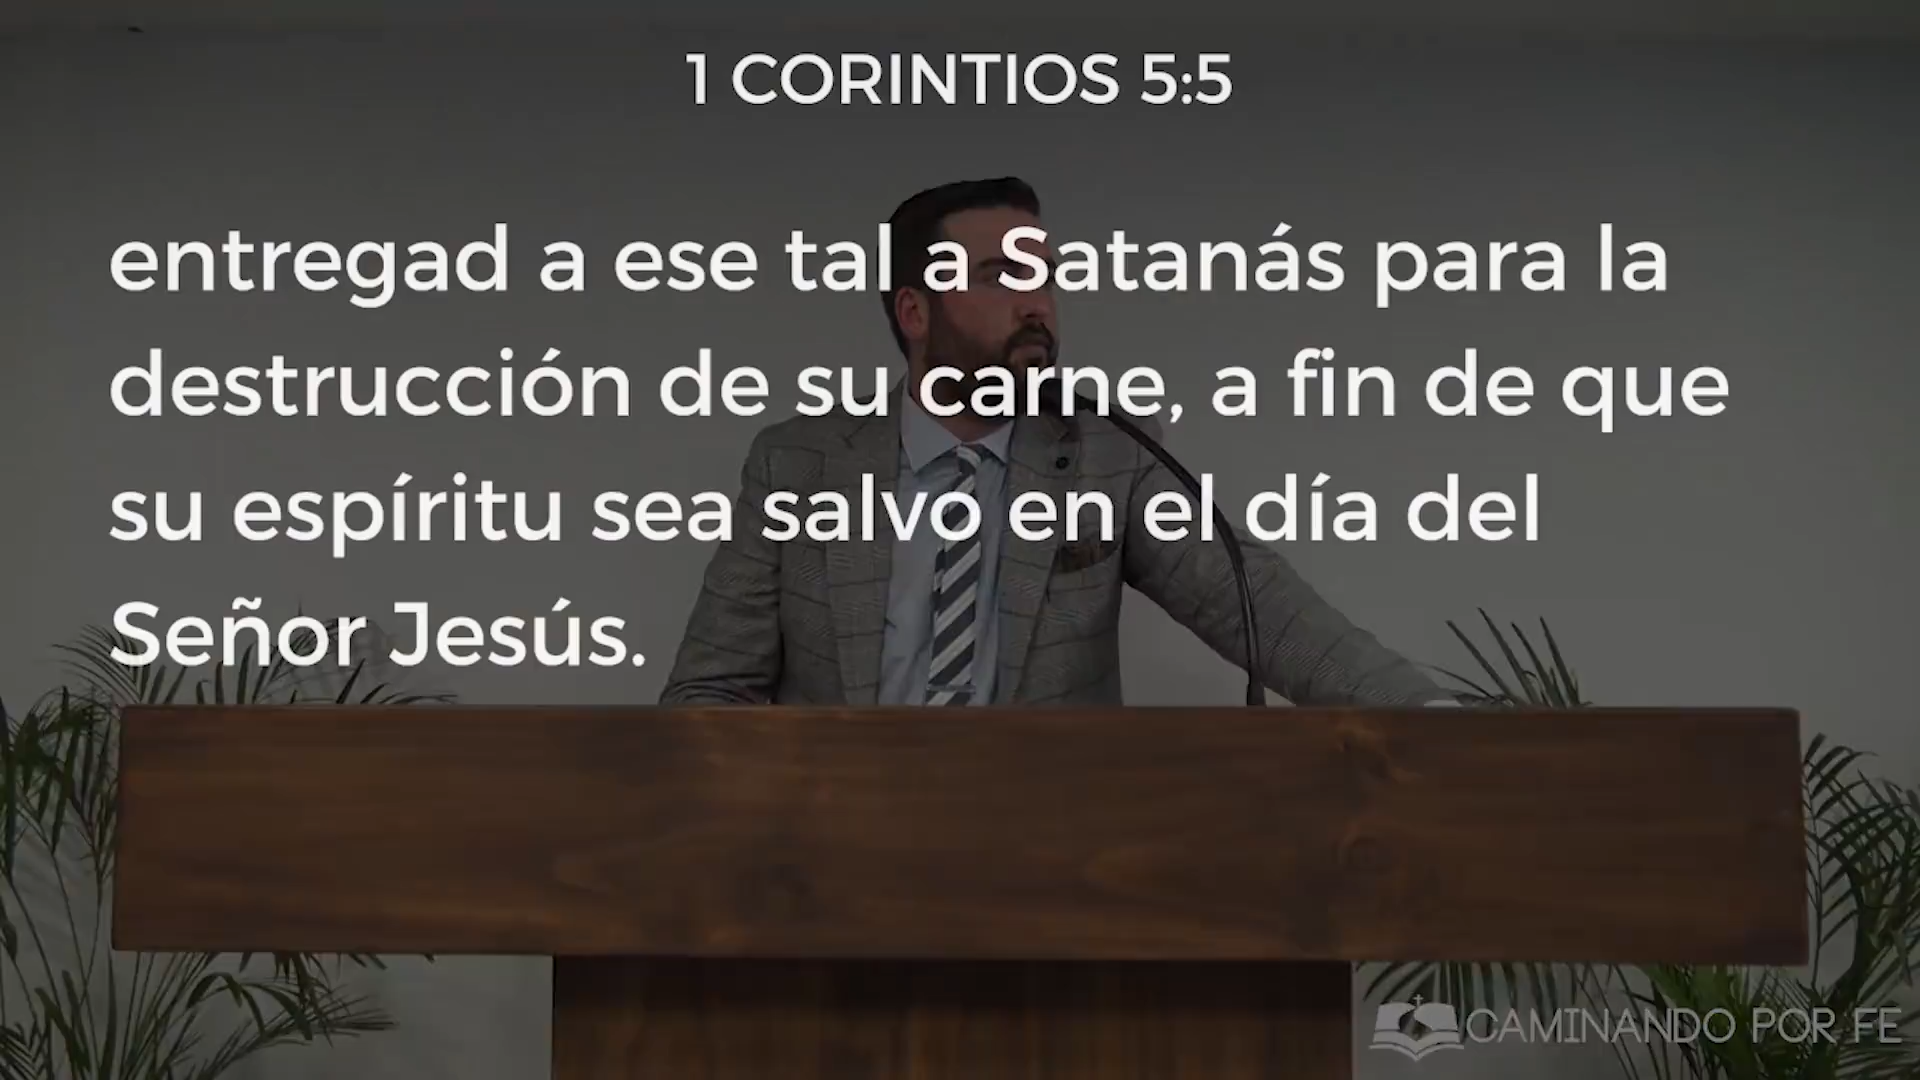 1 CORINTIOS 5:5
entregad a ese tal a Satanás para la
destrucción de su carne, a fin de que
su espíritu sea salvo en el día del
Señor Jesús.
CAMINANDO POR FE